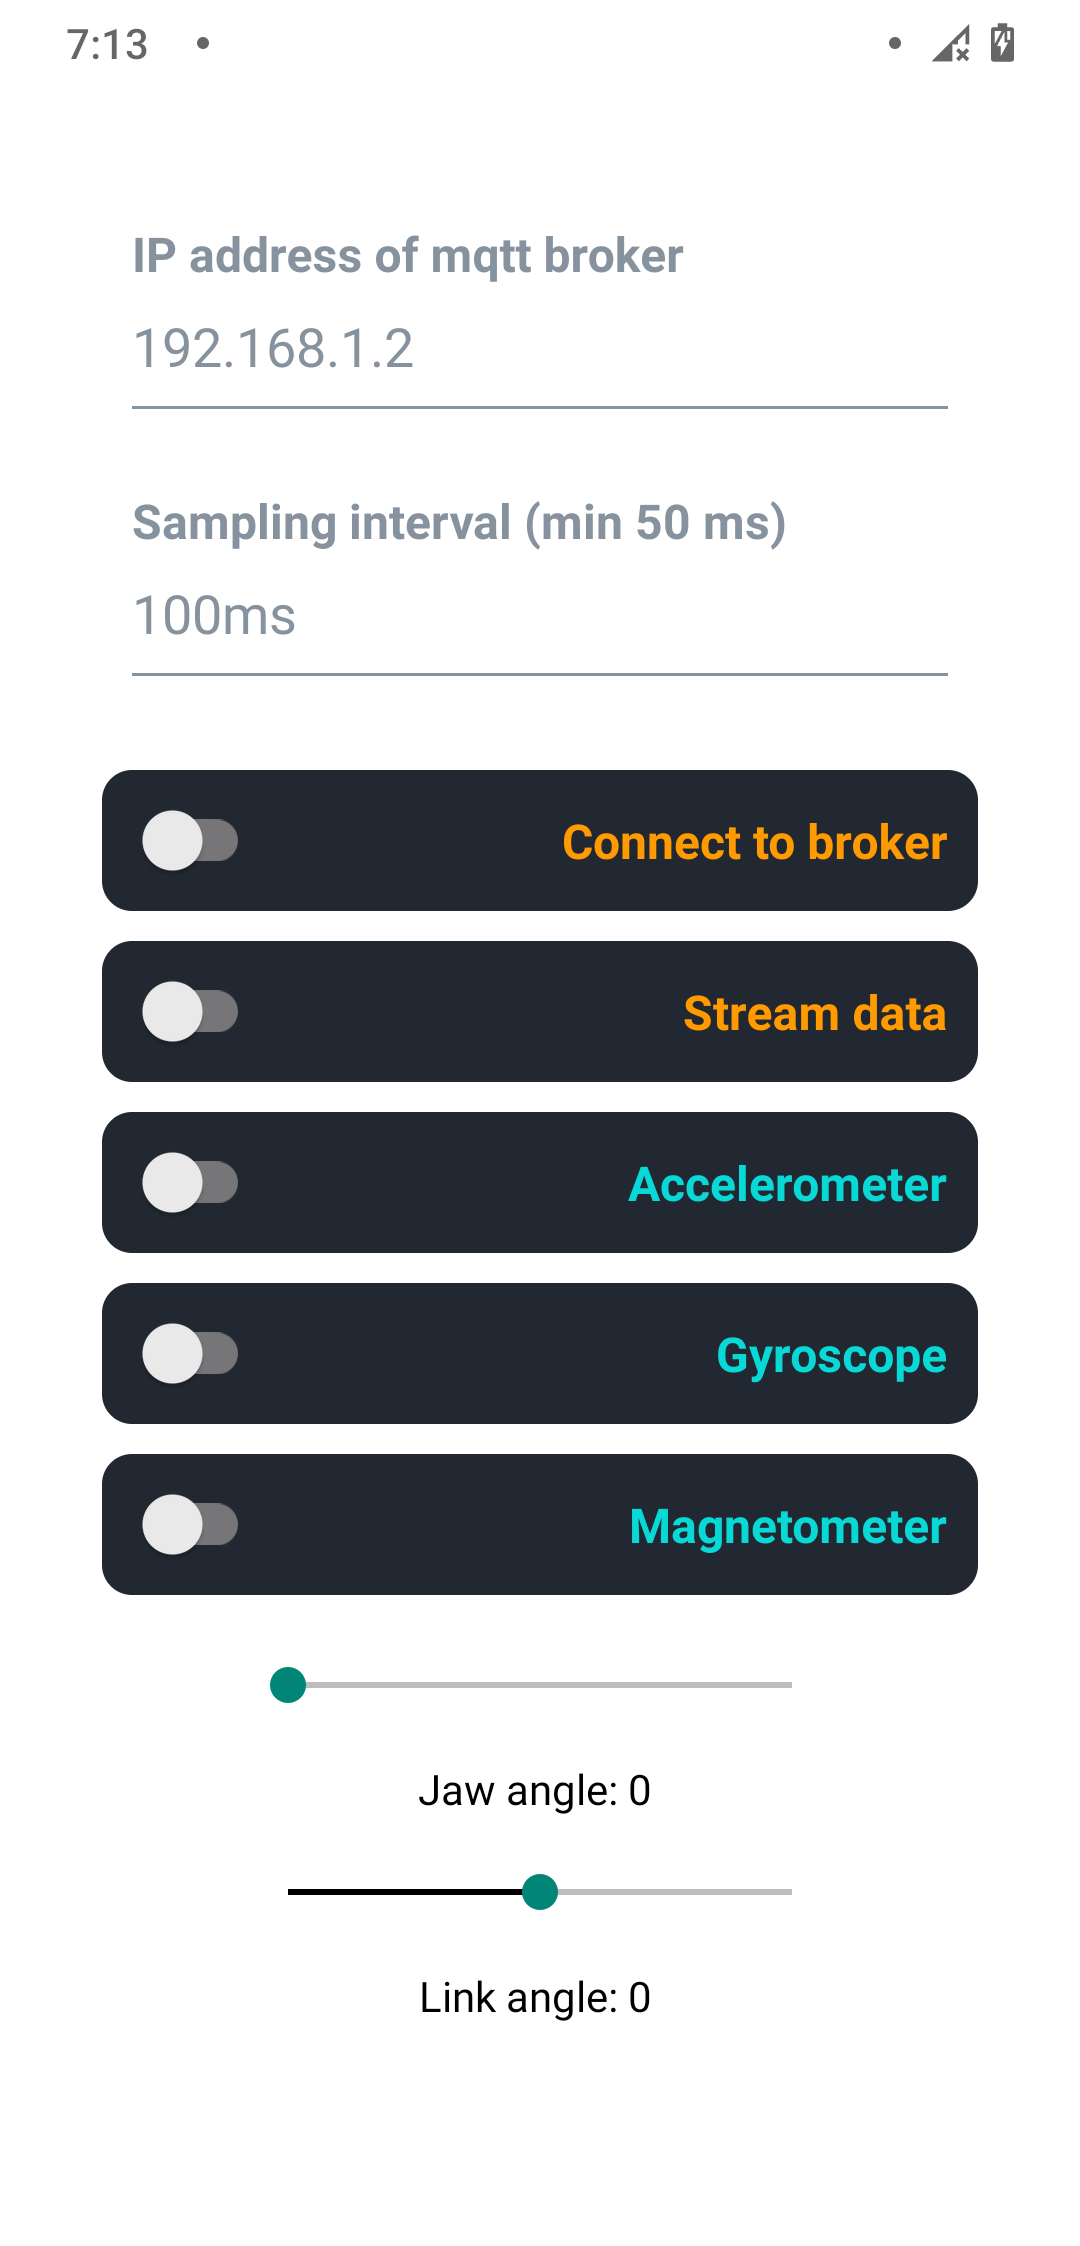 7:13
IP address of mqtt broker
192.168.1.2
Sampling interval (min 50 ms)
100ms
Connect to broker
Stream data
Accelerometer
Gyroscope
Magnetometer
Jaw angle: 0
Link angle: 0